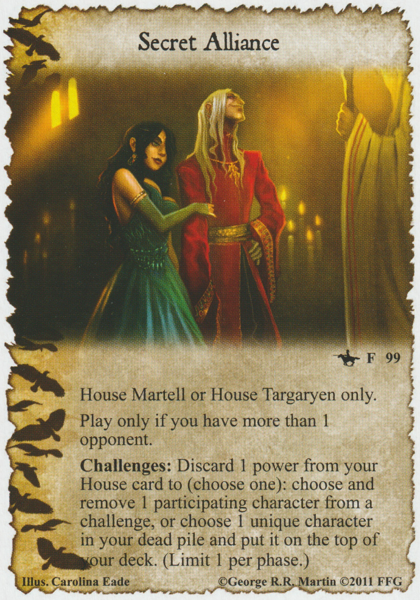 Secret Alliance
F 99
House Martell or House Targaryen only.
Play only if you have more than 1
opponent.
Challenges: Discard 1 power from your
House card to (choose one): choose and
remove 1 participating character from a
challenge, or choose 1 unique character
in your dead pile and put it on the top of
your deck. (Limit 1 per phase.)
Illus. Carolina Eade ©George R.R. Martin ©2011 FFG